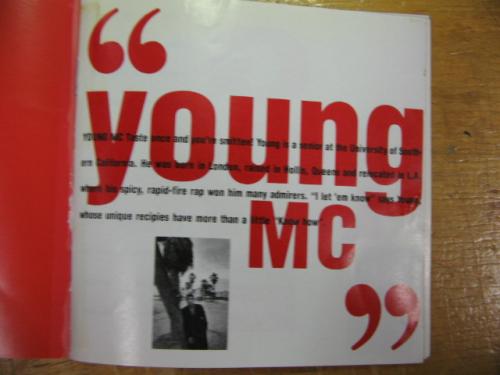 “
young
YOUNG MC Taste once and you're smitten! Young is a senior at the University of South-
ern California. He was born in London, raised in Hollis, Queens and relocated in L.A.
where his spicy, rapid-fire rap won him many admirers. "I let 'em know" says Young,
whose unique recipies have more than a little "Know how".
MC
”